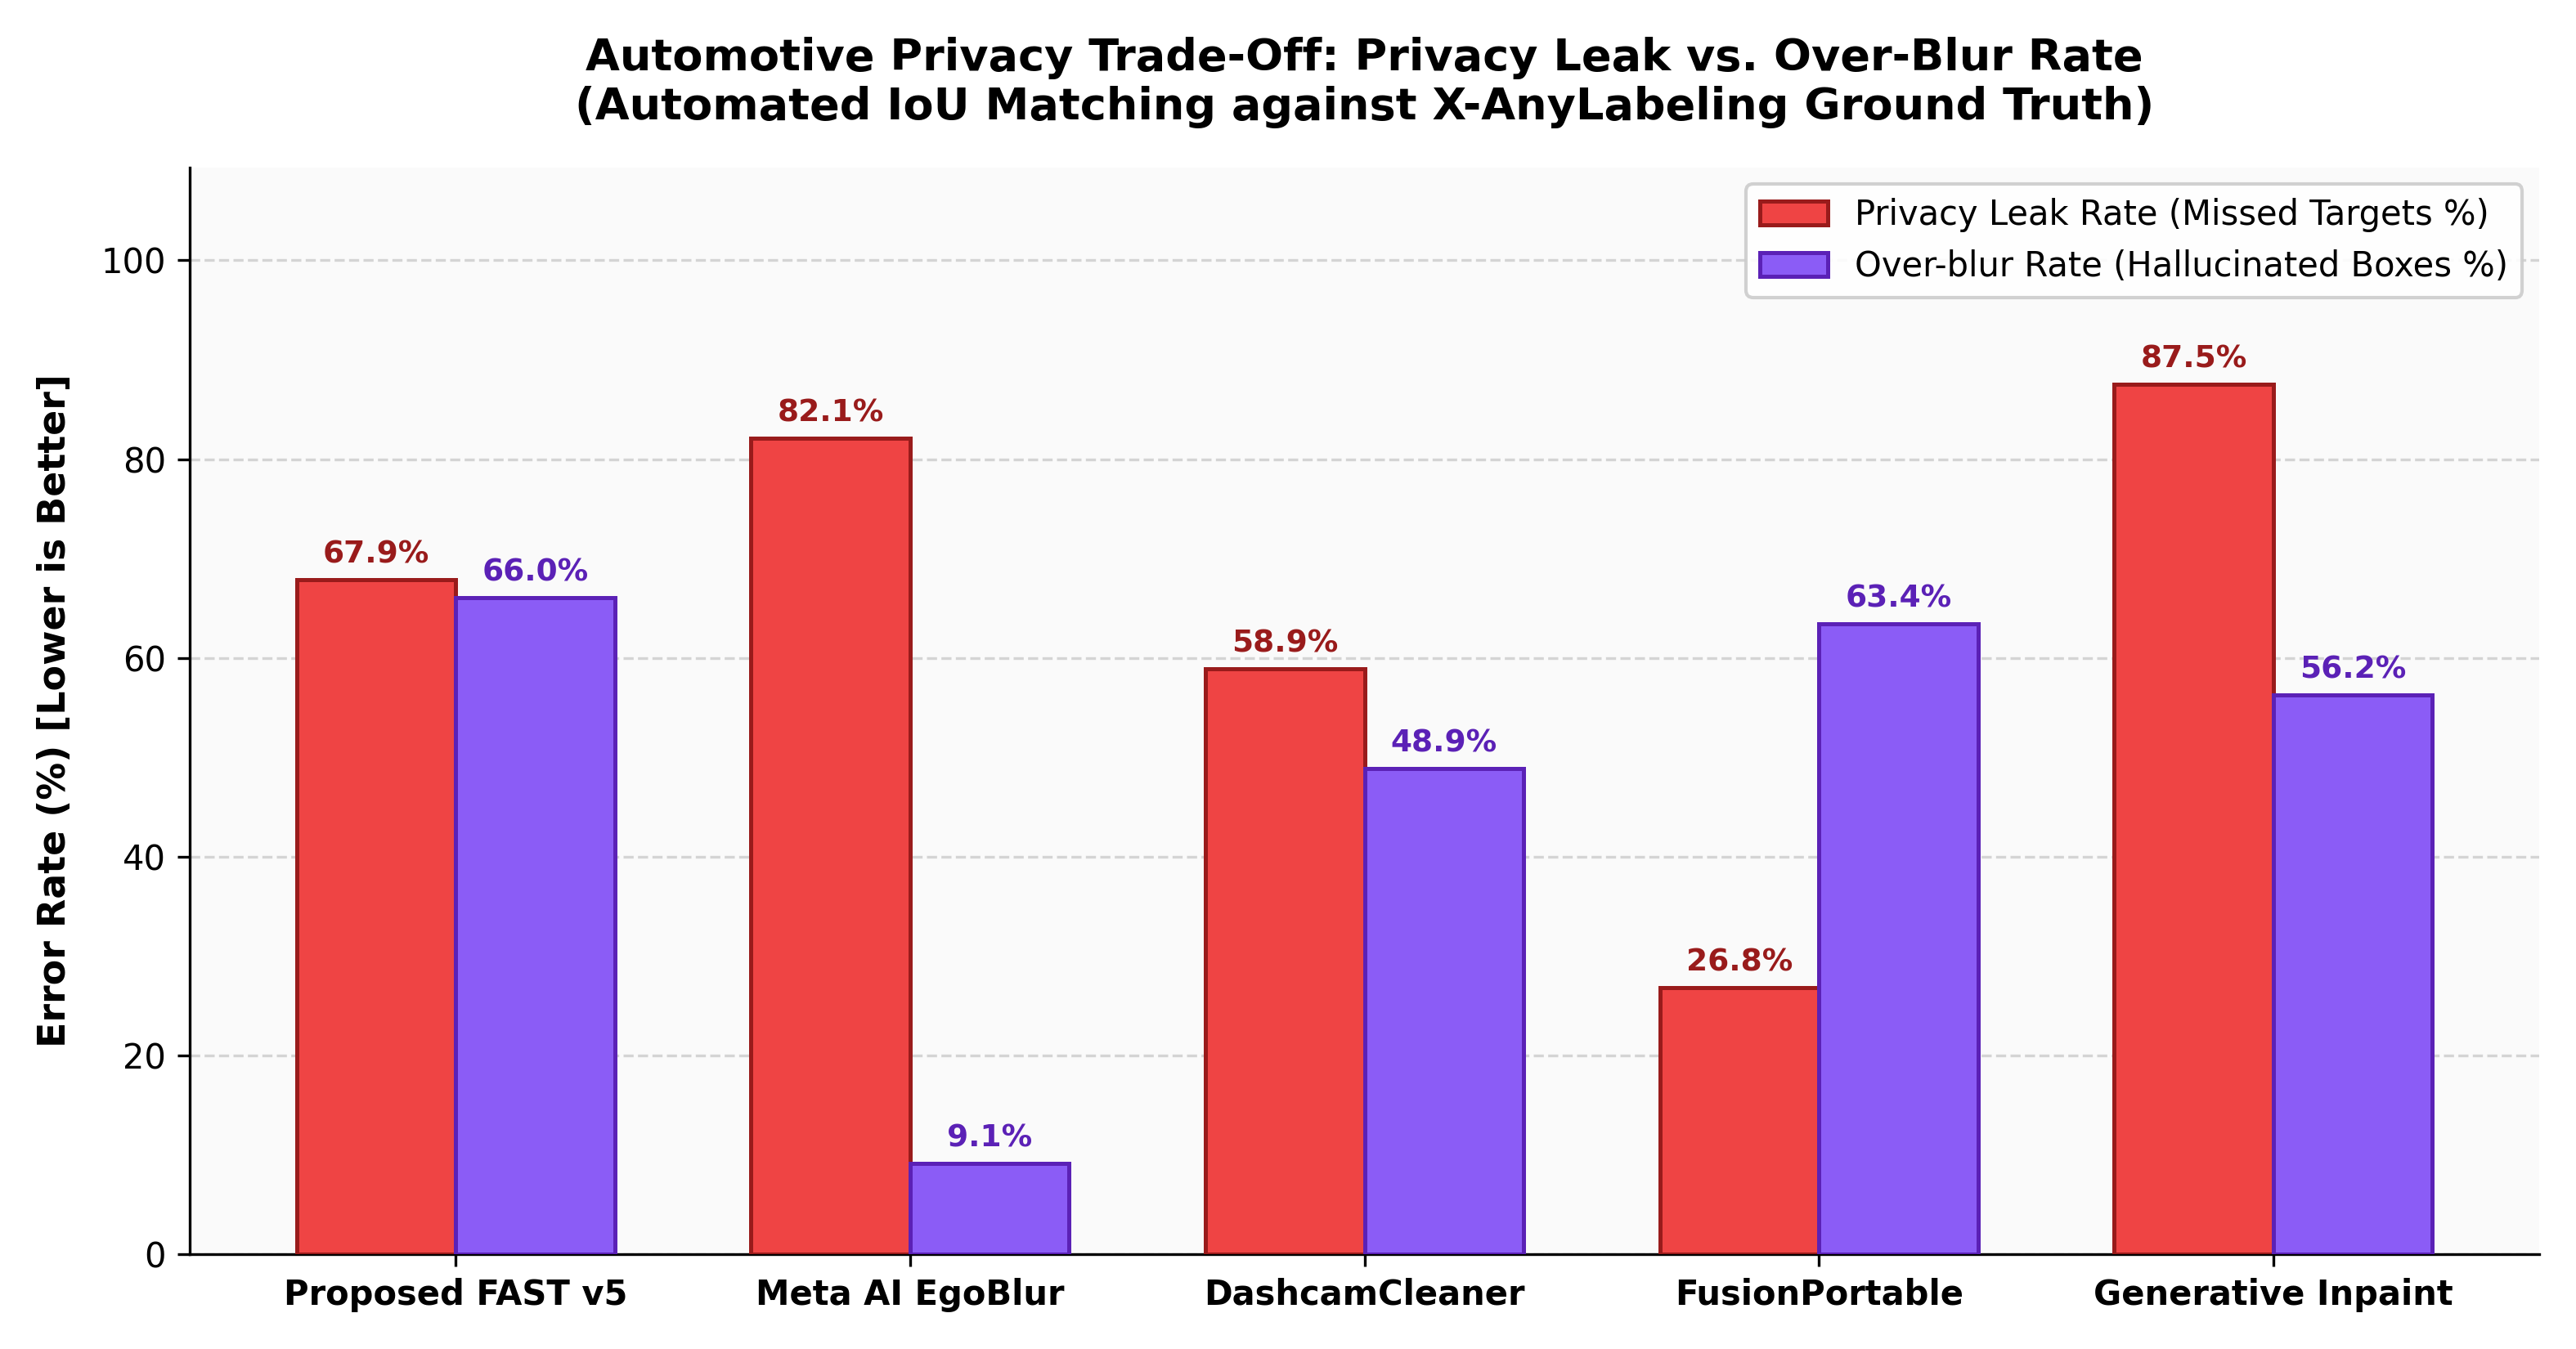 Automotive Privacy Trade-Off: Privacy Leak vs. Over-Blur Rate
(Automated IoU Matching against X-AnyLabeling Ground Truth)
Privacy Leak Rate (Missed Targets %)
Over-blur Rate (Hallucinated Boxes %)
Error Rate (%) [Lower is Better]
100
80
60
40
20
0
67.9%
66.0%
82.1%
9.1%
58.9%
48.9%
26.8%
63.4%
87.5%
56.2%
Proposed FAST v5
Meta AI EgoBlur
DashcamCleaner
FusionPortable
Generative Inpaint